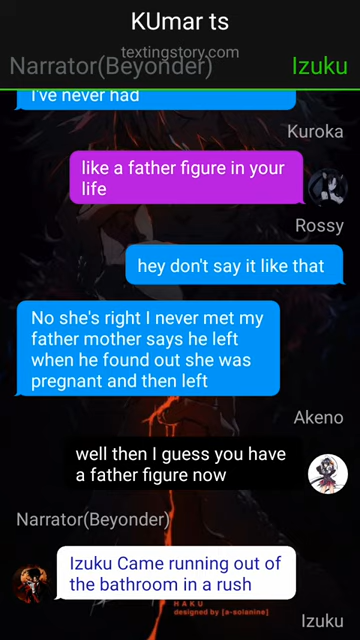 KUmar ts
textingstory.com
Narrator(Beyonder)
Izuku
I've never had
Kuroka
like a father figure in your
life
Rossy
hey don't say it like that
No she's right I never met my
father mother says he left
when he found out she was
pregnant and then left
Akeno
well then I guess you have
a father figure now
Narrator(Beyonder)
Izuku Came running out of
the bathroom in a rush
HAKU
designed by [a-solanine]
Izuku